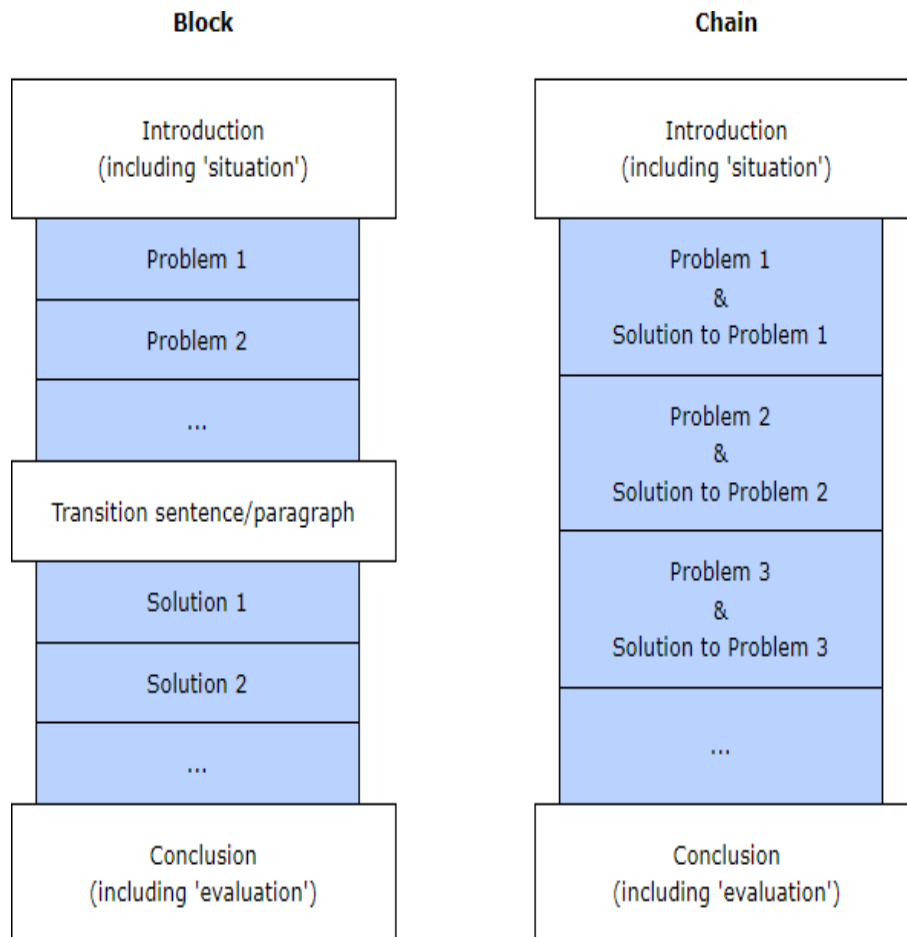 Block
Introduction
(including 'situation')
Problem 1
Problem 2
...
Transition sentence/paragraph
Solution 1
Solution 2
...
Conclusion
(including 'evaluation')
Chain
Introduction
(including 'situation')
Problem 1
&
Solution to Problem 1
Problem 2
&
Solution to Problem 2
Problem 3
&
Solution to Problem 3
...
Conclusion
(including 'evaluation')